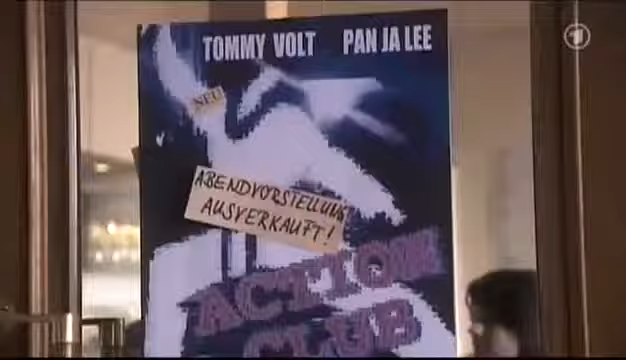 TOMMY VOLT PAN JA LEE
NEU
ABENDVORSTELLUNG
AUSVERKAUFT!
ACTION
CLUB